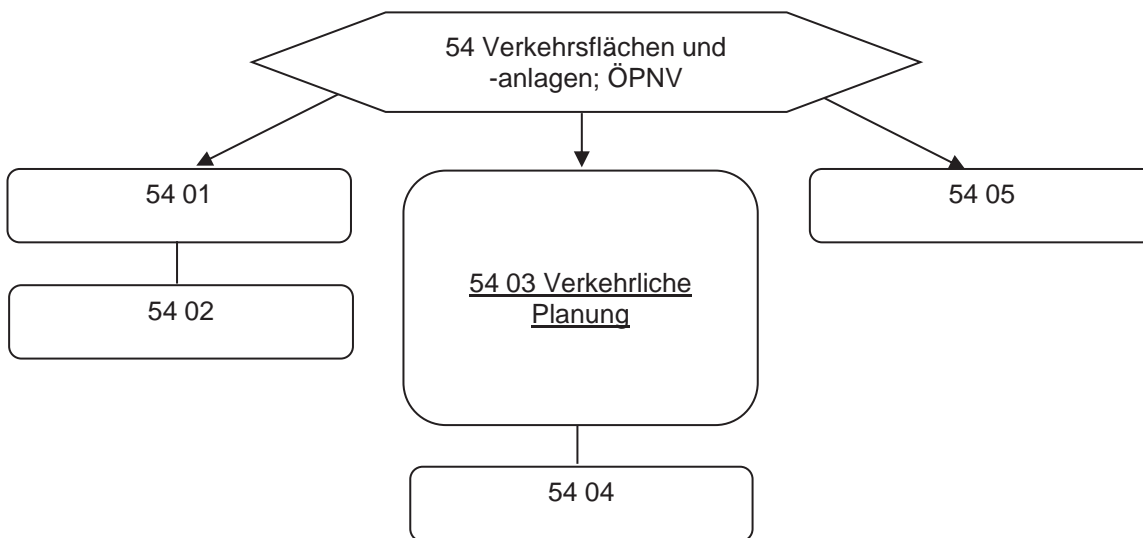 54 Verkehrsflächen und
-anlagen; ÖPNV
54 01
54 02
54 03 Verkehrliche
Planung
54 04
54 05